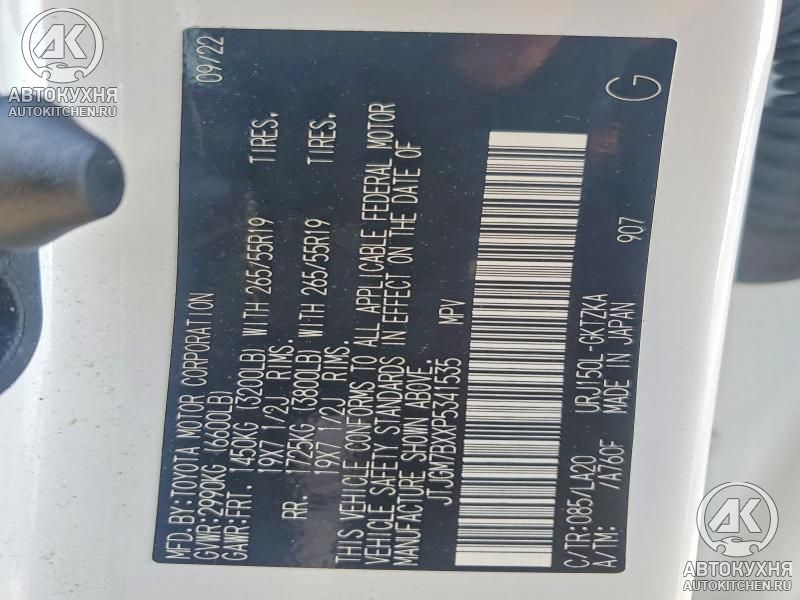 MFD.BY:TOYOTA MOTOR CORPORATION 09/22
GVWR:2990KG (6600LB)
GAWR:FRT. 1450KG (3200LB) WITH 265/55R19 TIRES.
19X7 1/2J RIMS.
RR. 1725KG (3800LB) WITH 265/55R19 TIRES.
19X7 1/2J RIMS.
THIS VEHICLE CONFORMS TO ALL APPLICABLE FEDERAL MOTOR
VEHICLE SAFETY STANDARDS IN EFFECT ON THE DATE OF
MANUFACTURE SHOWN ABOVE.
JTJGM7BXXP5341535 MPV
C/TR:085/LA20 URJ150L-GKTZKA G
A/TM: /A760F MADE IN JAPAN 907
АК
АВТОКУХНЯ
AUTOKITCHEN.RU
АК
АВТОКУХНЯ
AUTOKITCHEN.RU